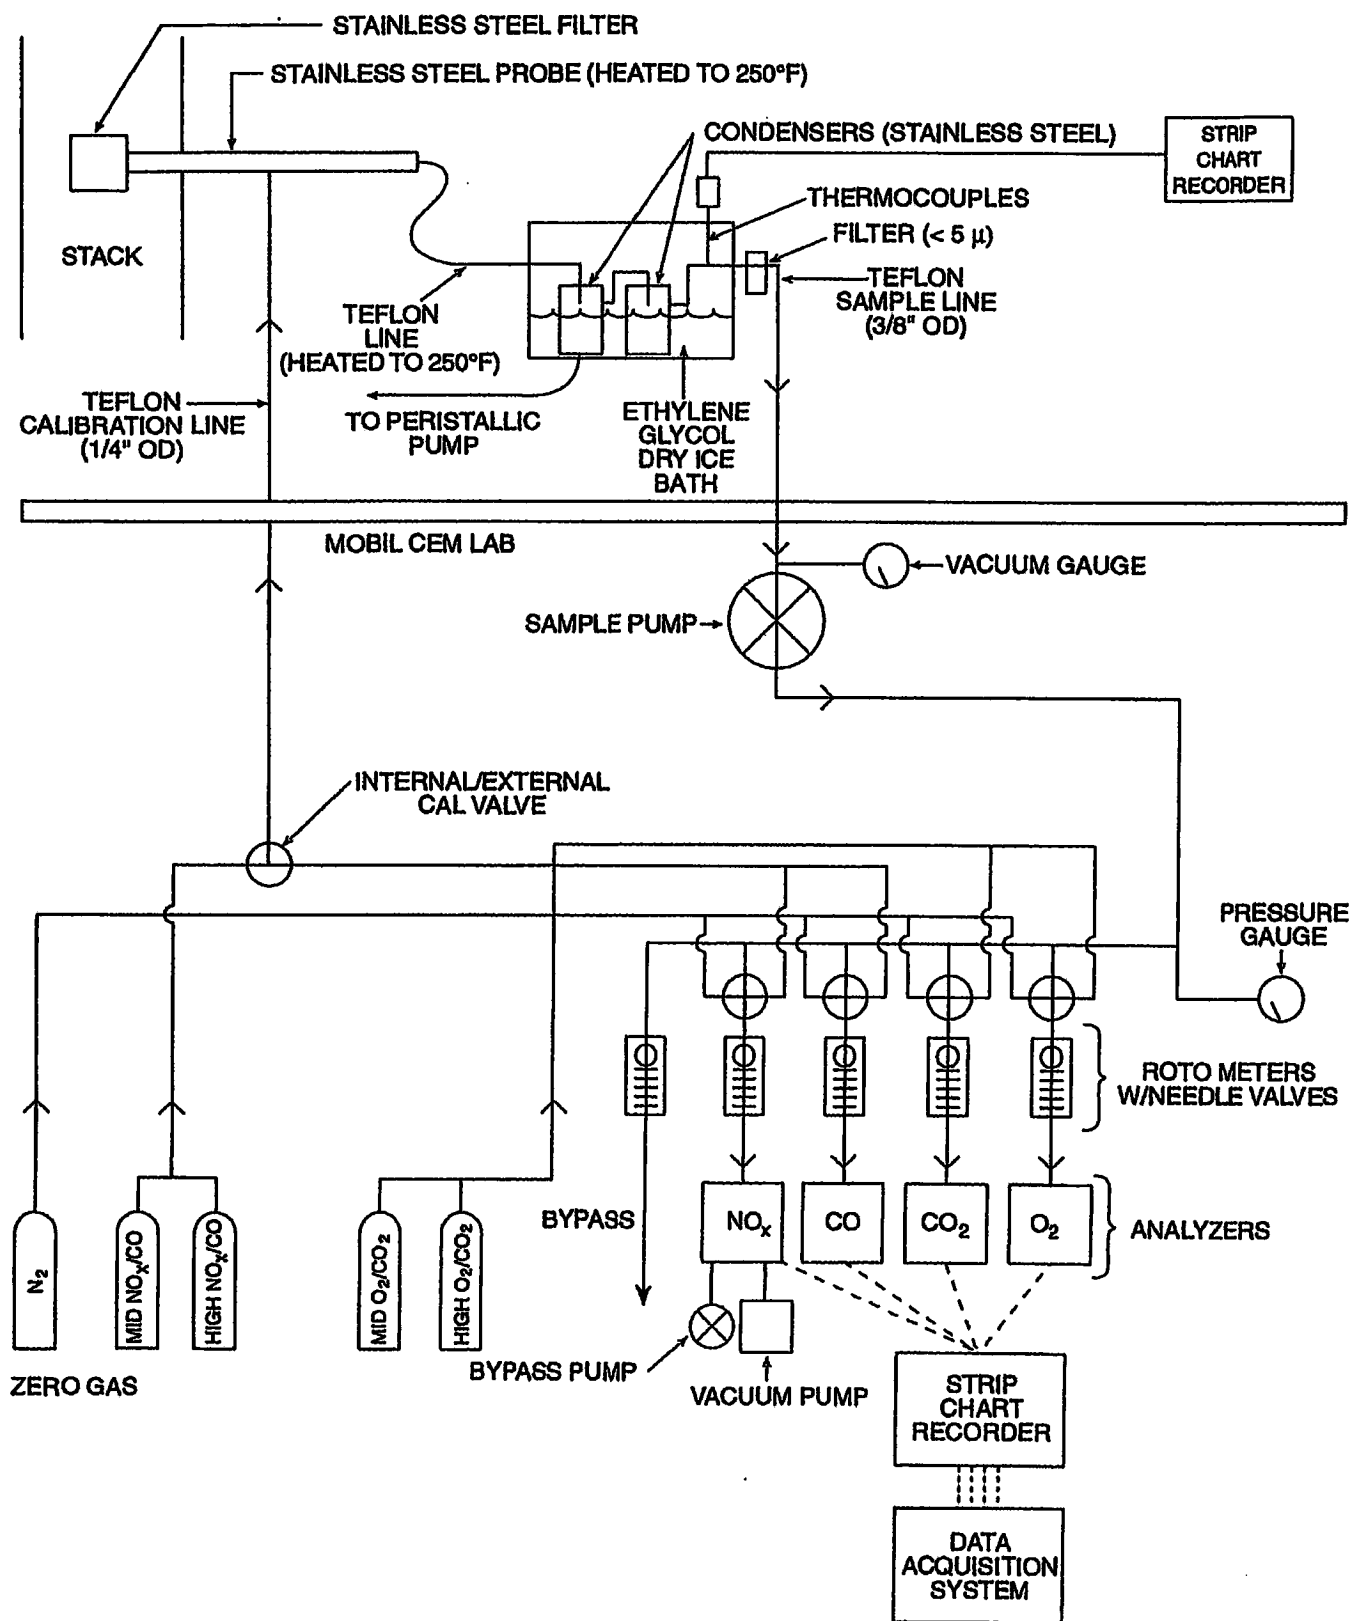 STAINLESS STEEL FILTER
STAINLESS STEEL PROBE (HEATED TO 250°F)
CONDENSERS (STAINLESS STEEL)
STRIP
CHART
RECORDER
THERMOCOUPLES
FILTER (< 5 μ)
STACK
TEFLON
SAMPLE LINE
(3/8" OD)
TEFLON
LINE
(HEATED TO 250°F)
TEFLON
CALIBRATION LINE
(1/4" OD)
TO PERISTALLIC
PUMP
ETHYLENE
GLYCOL
DRY ICE
BATH
MOBIL CEM LAB
VACUUM GAUGE
SAMPLE PUMP
INTERNAL/EXTERNAL
CAL VALVE
PRESSURE
GAUGE
ROTO METERS
W/NEEDLE VALVES
BYPASS
NOx
CO
CO2
O2
ANALYZERS
N2
MID NOx/CO
HIGH NOx/CO
MID O2/CO2
HIGH O2/CO2
ZERO GAS
BYPASS PUMP
VACUUM PUMP
STRIP
CHART
RECORDER
DATA
ACQUISITION
SYSTEM